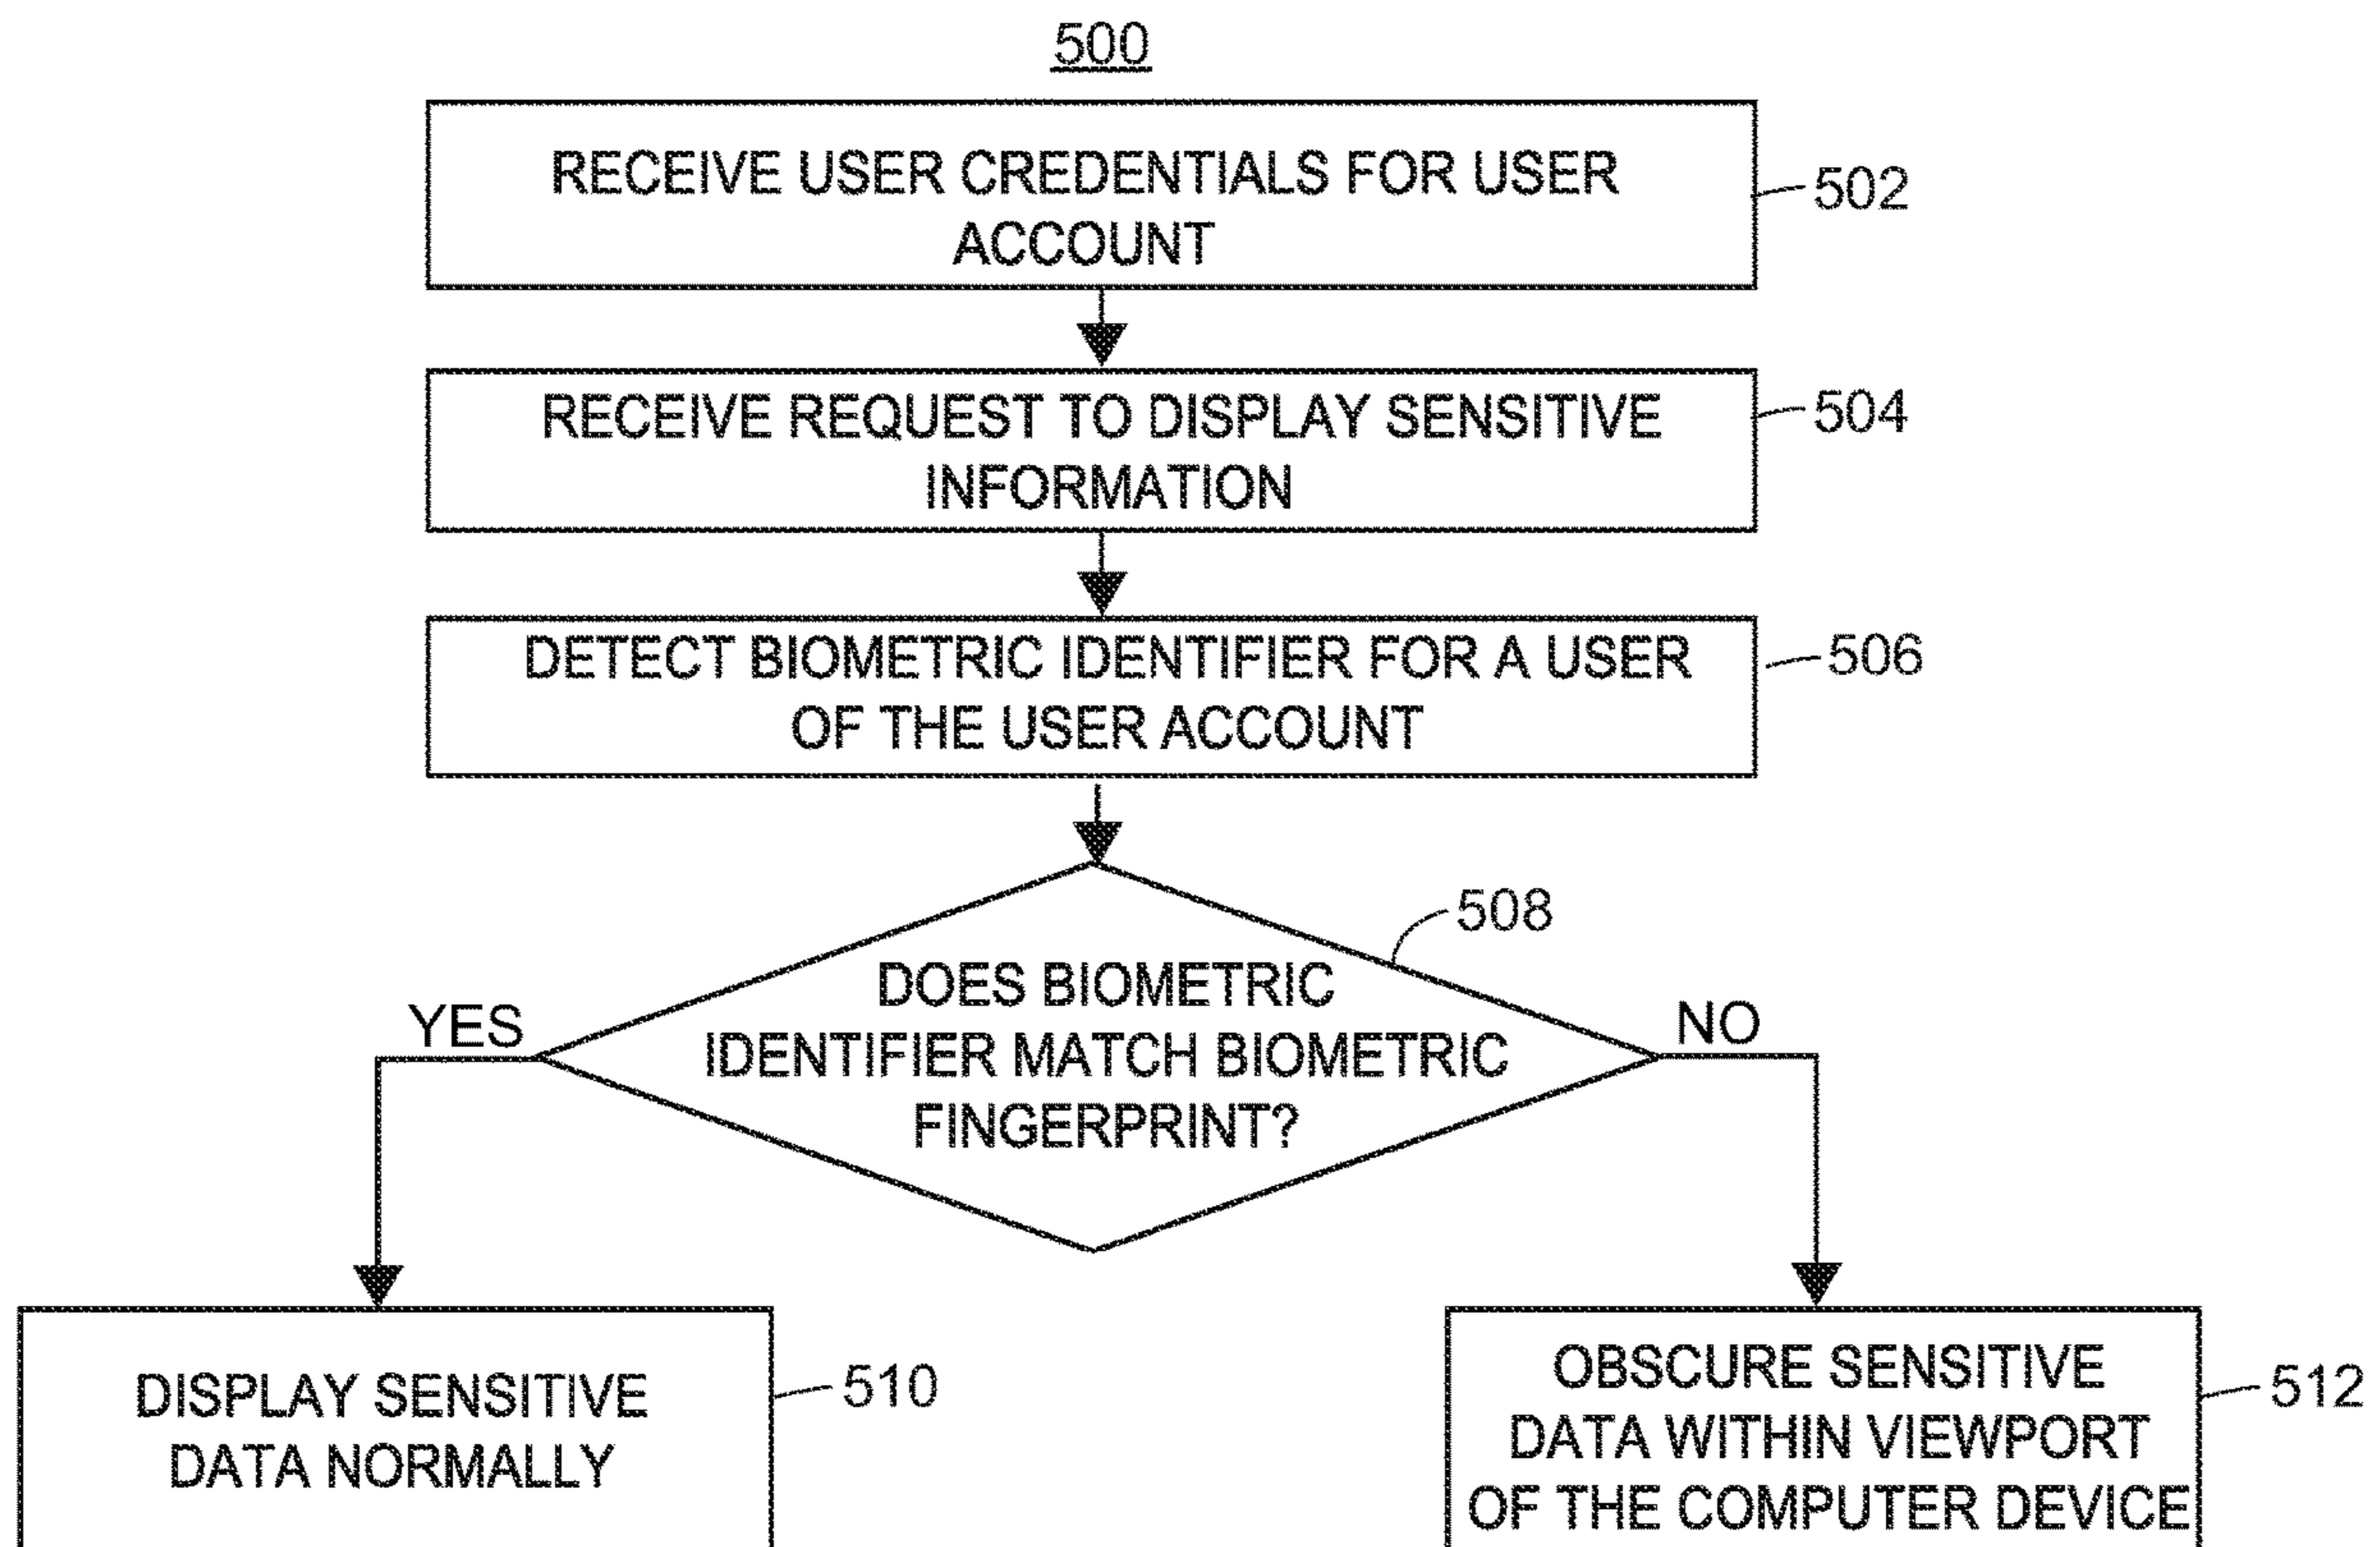 500
RECEIVE USER CREDENTIALS FOR USER
ACCOUNT
502
RECEIVE REQUEST TO DISPLAY SENSITIVE
INFORMATION
504
DETECT BIOMETRIC IDENTIFIER FOR A USER
OF THE USER ACCOUNT
506
508
DOES BIOMETRIC
IDENTIFIER MATCH BIOMETRIC
FINGERPRINT?
YES
NO
DISPLAY SENSITIVE
DATA NORMALLY
510
OBSCURE SENSITIVE
DATA WITHIN VIEWPORT
OF THE COMPUTER DEVICE
512